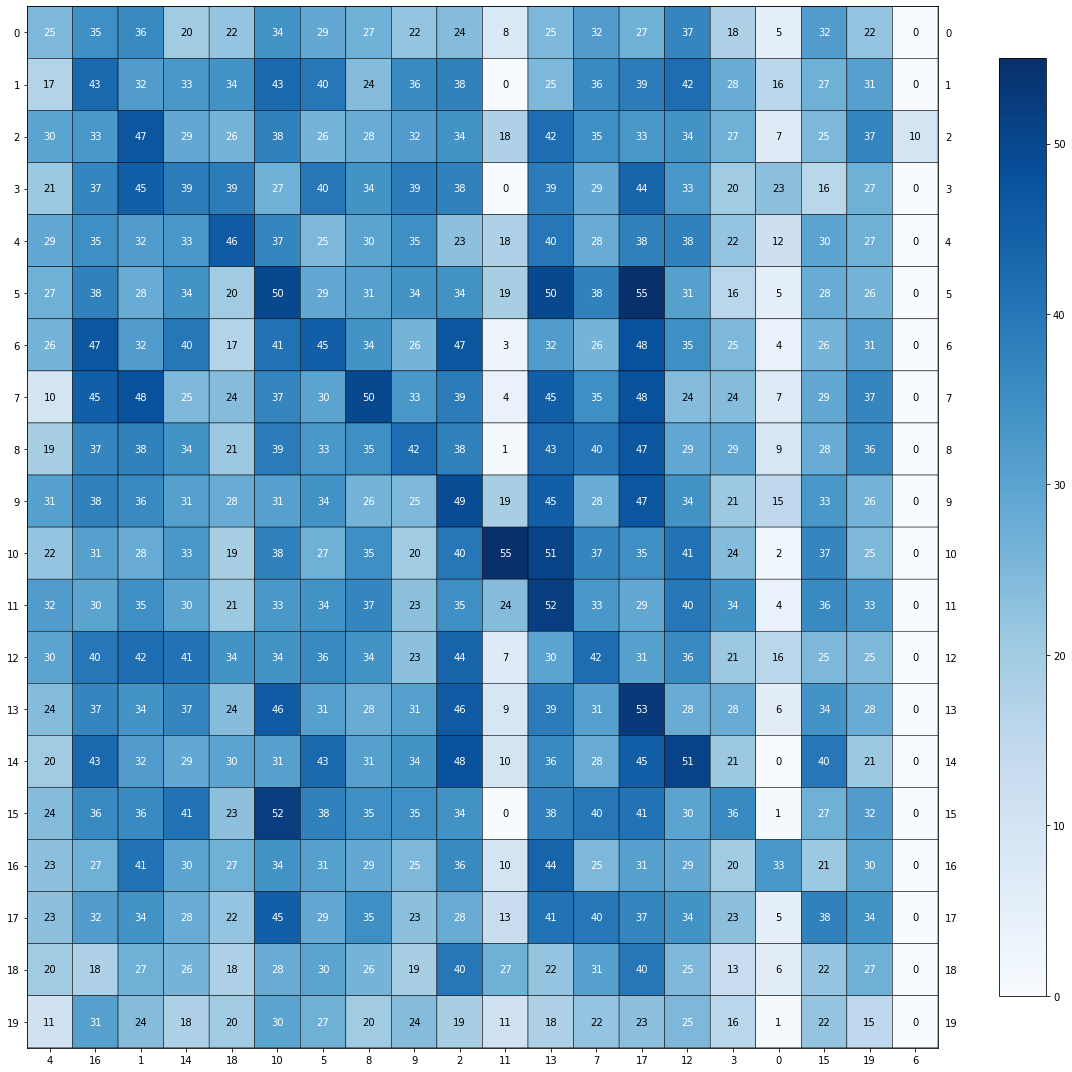 0 25 35 36 20 22 34 29 27 22 24 8 25 32 27 37 18 5 32 22 0 0
1 17 43 32 33 34 43 40 24 36 38 0 25 36 39 42 28 16 27 31 0 1
2 30 33 47 29 26 38 26 28 32 34 18 42 35 33 34 27 7 25 37 10 2
3 21 37 45 39 39 27 40 34 39 38 0 39 29 44 33 20 23 16 27 0 3
4 29 35 32 33 46 37 25 30 35 23 18 40 28 38 38 22 12 30 27 0 4
5 27 38 28 34 20 50 29 31 34 34 19 50 38 55 31 16 5 28 26 0 5
6 26 47 32 40 17 41 45 34 26 47 3 32 26 48 35 25 4 26 31 0 6
7 10 45 48 25 24 37 30 50 33 39 4 45 35 48 24 24 7 29 37 0 7
8 19 37 38 34 21 39 33 35 42 38 1 43 40 47 29 29 9 28 36 0 8
9 31 38 36 31 28 31 34 26 25 49 19 45 28 47 34 21 15 33 26 0 9
10 22 31 28 33 19 38 27 35 20 40 55 51 37 35 41 24 2 37 25 0 10
11 32 30 35 30 21 33 34 37 23 35 24 52 33 29 40 34 4 36 33 0 11
12 30 40 42 41 34 34 36 34 23 44 7 30 42 31 36 21 16 25 25 0 12
13 24 37 34 37 24 46 31 28 31 46 9 39 31 53 28 28 6 34 28 0 13
14 20 43 32 29 30 31 43 31 34 48 10 36 28 45 51 21 0 40 21 0 14
15 24 36 36 41 23 52 38 35 35 34 0 38 40 41 30 36 1 27 32 0 15
16 23 27 41 30 27 34 31 29 25 36 10 44 25 31 29 20 33 21 30 0 16
17 23 32 34 28 22 45 29 35 23 28 13 41 40 37 34 23 5 38 34 0 17
18 20 18 27 26 18 28 30 26 19 40 27 22 31 40 25 13 6 22 27 0 18
19 11 31 24 18 20 30 27 20 24 19 11 18 22 23 25 16 1 22 15 0 19
4 16 1 14 18 10 5 8 9 2 11 13 7 17 12 3 0 15 19 6
50
40
30
20
10
0